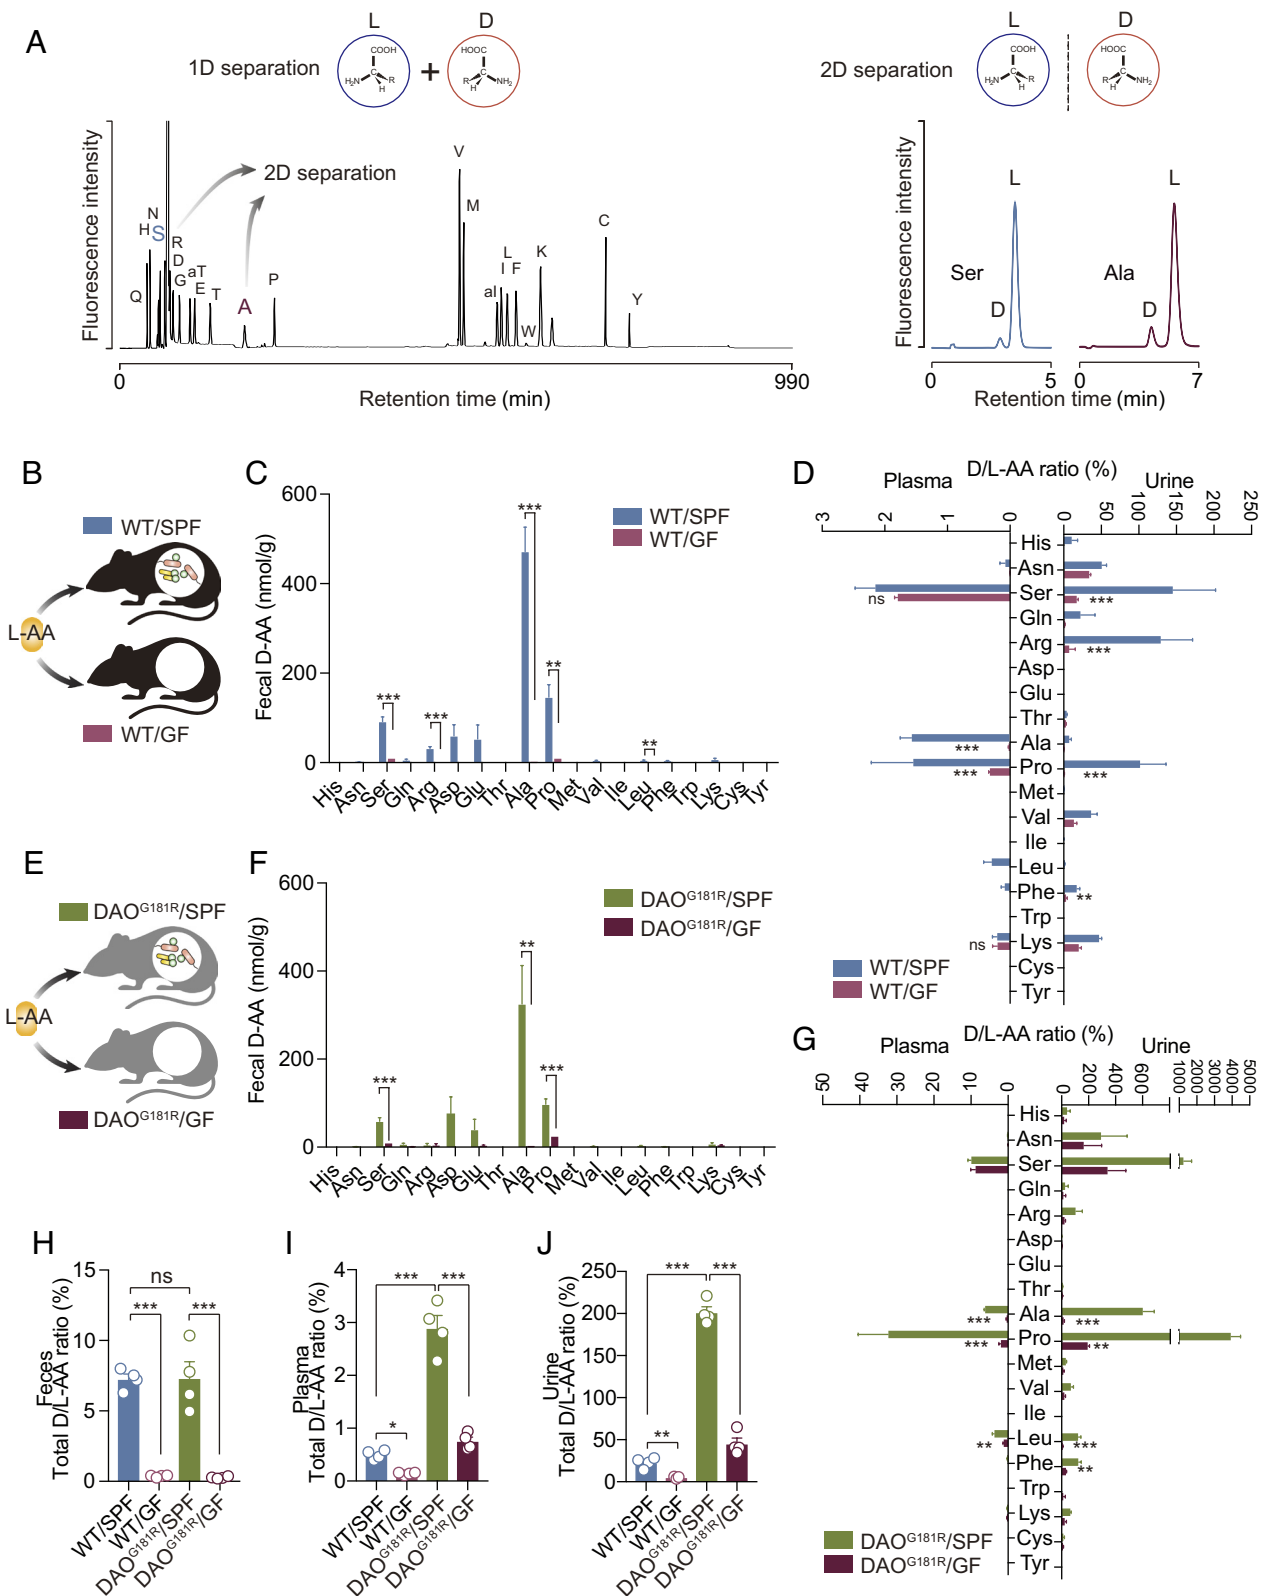 A
L
D
1D separation
COOH
H₂N
C
R
H
+
HOOC
R
C
NH₂
H
L
D
2D separation
COOH
H₂N
C
R
H
HOOC
R
C
NH₂
H
Fluorescence intensity
2D separation
Q
H
N
S
R
D
G
aT
E
T
A
P
V
M
aI
I
L
F
W
K
C
Y
0
990
Retention time (min)
Fluorescence intensity
Ser
D
L
Ala
D
L
0
5
0
7
Retention time (min)
B
WT/SPF
L-AA
WT/GF
C
Fecal D-AA (nmol/g)
600
400
200
0
WT/SPF
WT/GF
***
***
***
**
**
His
Asn
Ser
Gln
Arg
Asp
Glu
Thr
Ala
Pro
Met
Val
Ile
Leu
Phe
Trp
Lys
Cys
Tyr
D
D/L-AA ratio (%)
Plasma
Urine
3
2
1
0
0
50
100
150
200
250
His
Asn
Ser
ns
***
Gln
Arg
***
Asp
Glu
Thr
Ala
***
Pro
***
***
Met
Val
Ile
Leu
Phe
**
Trp
Lys
ns
Cys
Tyr
WT/SPF
WT/GF
E
DAOG181R/SPF
L-AA
DAOG181R/GF
F
Fecal D-AA (nmol/g)
600
400
200
0
DAOG181R/SPF
DAOG181R/GF
***
**
***
His
Asn
Ser
Gln
Arg
Asp
Glu
Thr
Ala
Pro
Met
Val
Ile
Leu
Phe
Trp
Lys
Cys
Tyr
G
D/L-AA ratio (%)
Plasma
Urine
50
40
30
20
10
0
0
2000
4000
6000
1000
2000
3000
4000
5000
His
Asn
Ser
Gln
Arg
Asp
Glu
Thr
Ala
***
***
Pro
***
**
Met
Val
Ile
Leu
**
***
Phe
**
Trp
Lys
Cys
Tyr
DAOG181R/SPF
DAOG181R/GF
H
Feces
Total D/L-AA ratio (%)
15
10
5
0
ns
***
***
WT/SPF
WT/GF
DAOG181R/SPF
DAOG181R/GF
I
Plasma
Total D/L-AA ratio (%)
4
3
2
1
0
***
***
*
WT/SPF
WT/GF
DAOG181R/SPF
DAOG181R/GF
J
Urine
Total D/L-AA ratio (%)
250
200
150
100
50
0
***
***
**
WT/SPF
WT/GF
DAOG181R/SPF
DAOG181R/GF